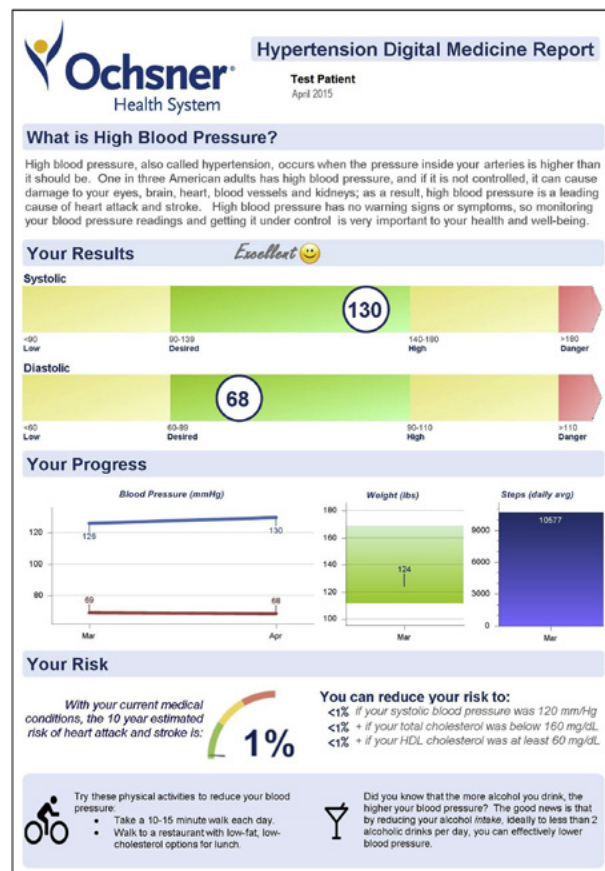 Ochsner
Health System
Hypertension Digital Medicine Report
Test Patient
April 2015
What is High Blood Pressure?
High blood pressure, also called hypertension, occurs when the pressure inside your arteries is higher than
it should be. One in three American adults has high blood pressure, and if it is not controlled, it can cause
damage to your eyes, brain, heart, blood vessels and kidneys; as a result, high blood pressure is a leading
cause of heart attack and stroke. High blood pressure has no warning signs or symptoms, so monitoring
your blood pressure readings and getting it under control is very important to your health and well-being.
Your Results
Excellent
Systolic
130
<90 90-139 140-180 >180
Low Desired High Danger
Diastolic
68
<60 60-89 90-110 >110
Low Desired High Danger
Your Progress
Blood Pressure (mmHg)
120
100
80
126
130
69
68
Mar Apr
Weight (lbs)
180
160
140
120
100
124
Mar
Steps (daily avg)
9000
6000
3000
0
10577
Mar
Your Risk
With your current medical
conditions, the 10 year estimated
risk of heart attack and stroke is:
1%
You can reduce your risk to:
<1% if your systolic blood pressure was 120 mm/Hg
<1% + if your total cholesterol was below 160 mg/dL
<1% + if your HDL cholesterol was at least 60 mg/dL
Try these physical activities to reduce your blood
pressure:
• Take a 10-15 minute walk each day.
• Walk to a restaurant with low-fat, low-
cholesterol options for lunch.
Did you know that the more alcohol you drink, the
higher your blood pressure? The good news is that
by reducing your alcohol intake, ideally to less than 2
alcoholic drinks per day, you can effectively lower
blood pressure.